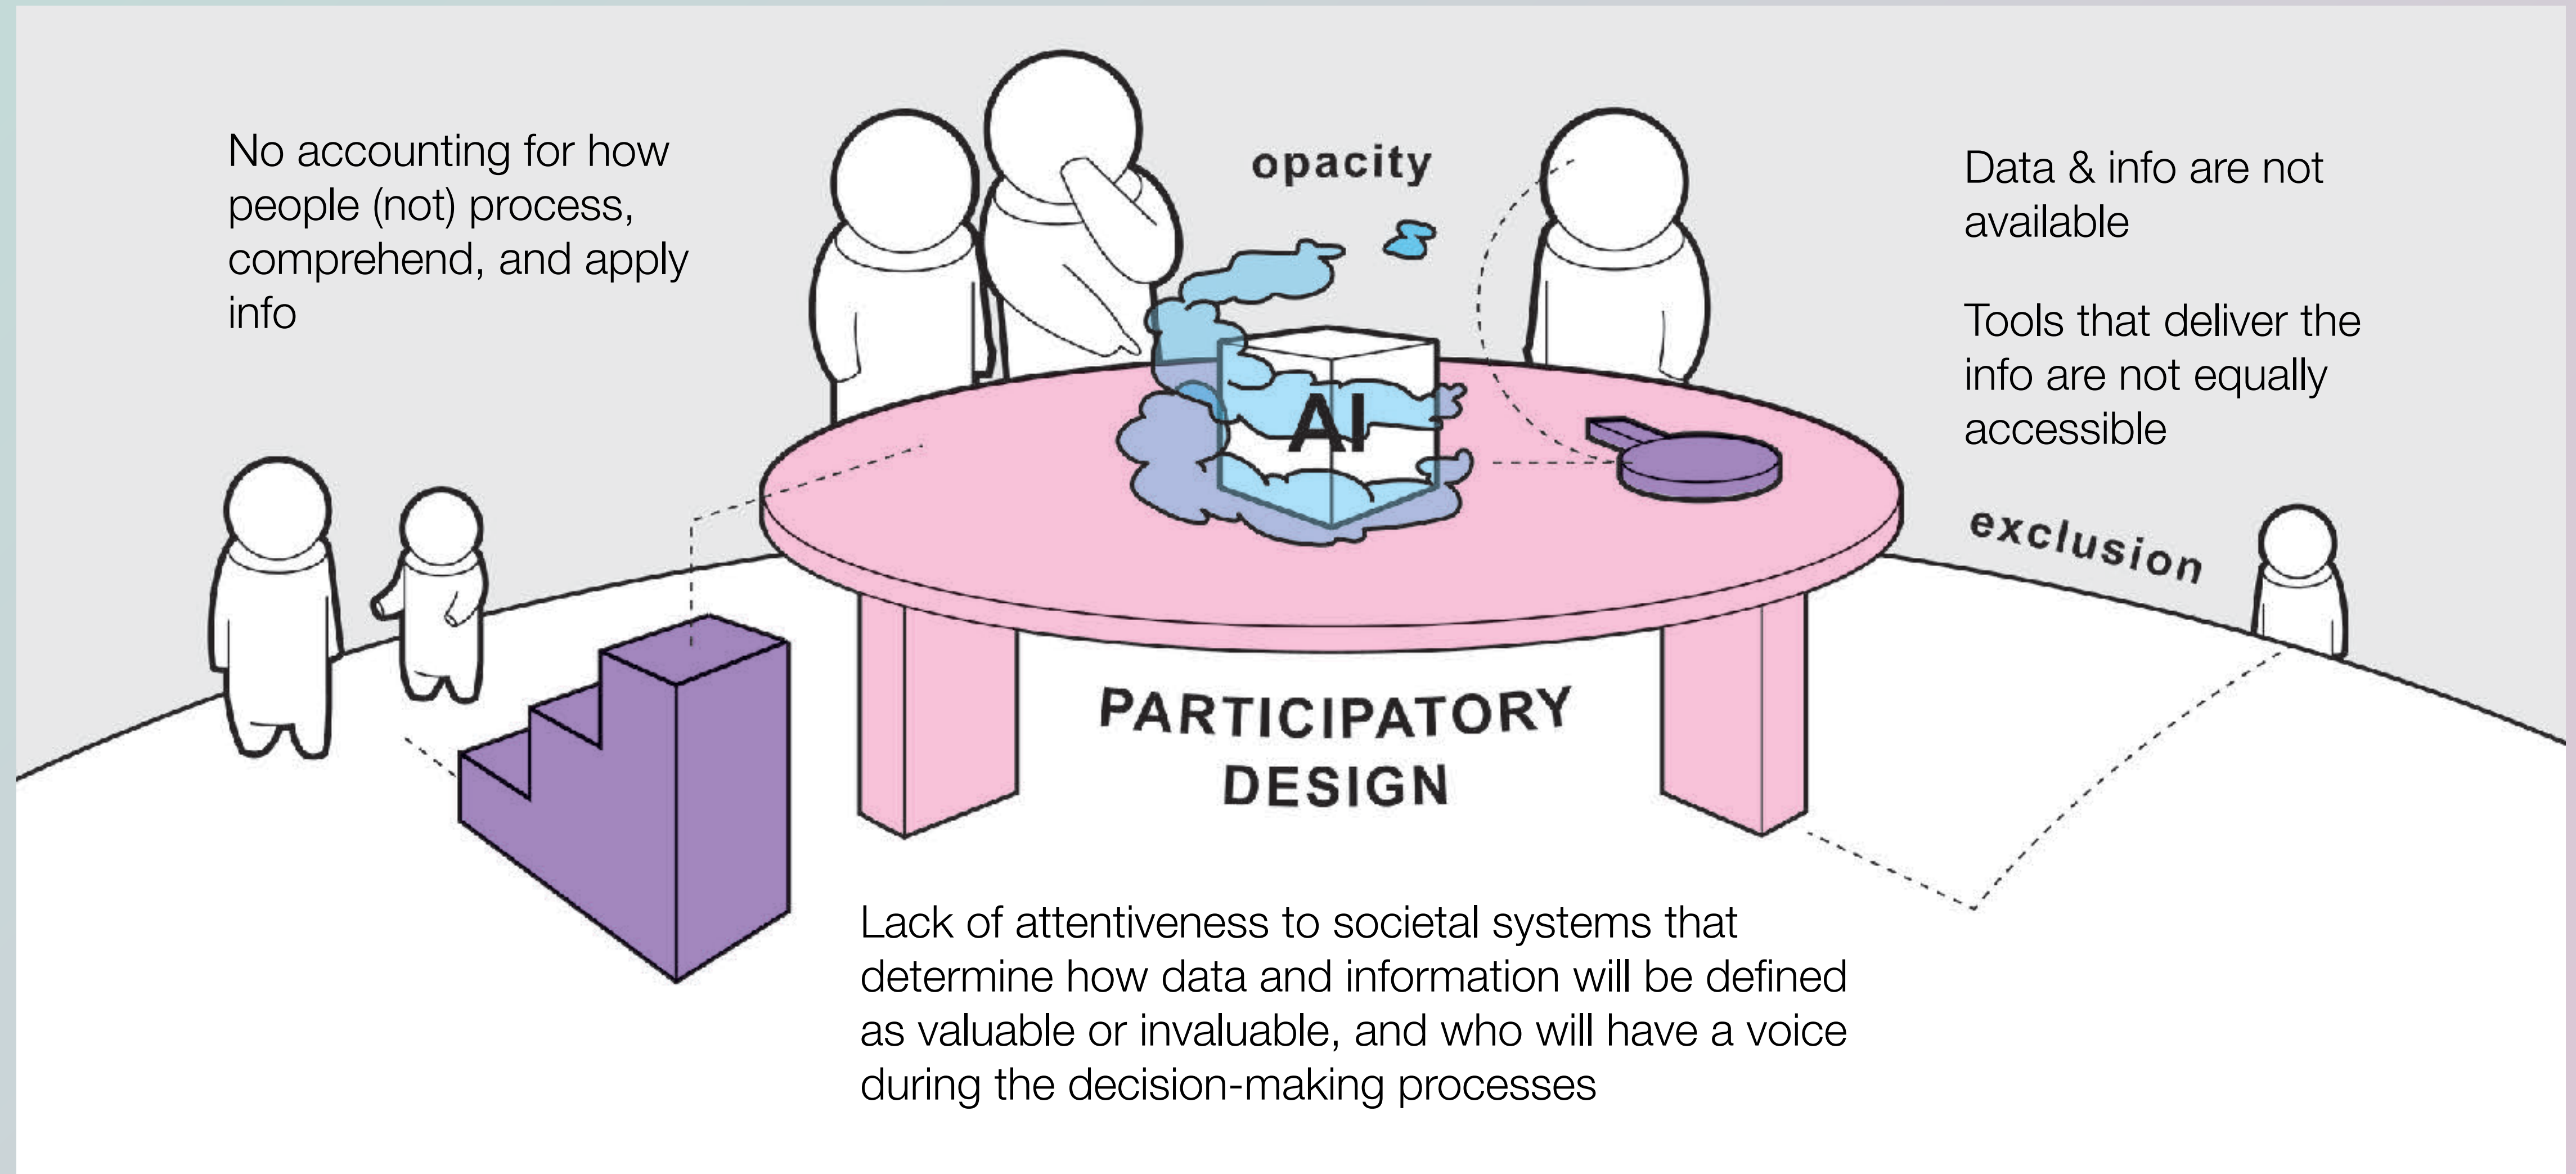 No accounting for how
people (not) process,
comprehend, and apply
info
opacity
Data & info are not
available
Tools that deliver the
info are not equally
accessible
AI
exclusion
PARTICIPATORY
DESIGN
Lack of attentiveness to societal systems that
determine how data and information will be defined
as valuable or invaluable, and who will have a voice
during the decision-making processes